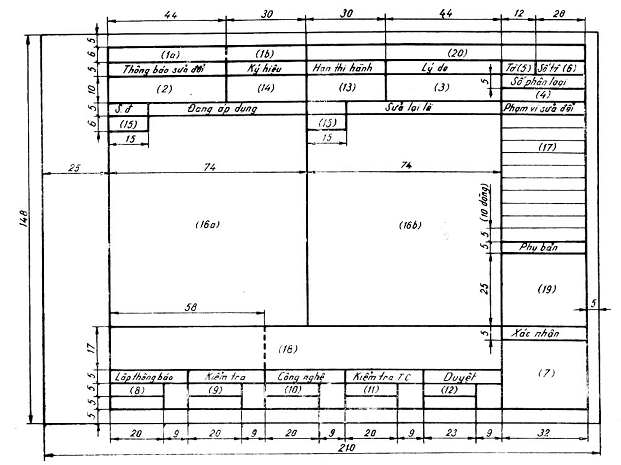 44 30 30 44 12 20
5
6 (1a) (1b) (20)
5 Thông báo sửa đổi Ký hiệu Hạn thi hành Lý do Tờ (5) Số tờ (6)
10 (2) (14) (13) (3) 5 Số phân loại
(4)
5 S.đ Đang áp dụng Sửa lại là Phạm vi sửa đổi
6 (15) (15)
15 15 (17)
25 74 74
148
(16a) (16b) 5 (10 dòng)
5 Phụ bản
58 25 (19) 5
17 (18) 5 Xác nhận
5 Lập thông báo Kiểm tra Công nghệ Kiểm tra T.C Duyệt (7)
5 (8) (9) (10) (11) (12)
5
5
20 9 20 9 20 9 20 9 23 9 32
210